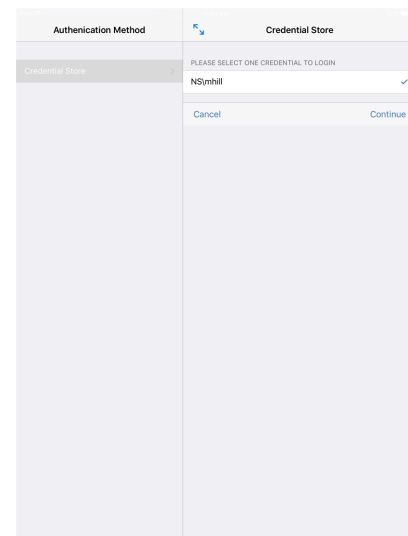 Authenication Method
Credential Store
Credential Store
PLEASE SELECT ONE CREDENTIAL TO LOGIN
NS\mhill
Cancel
Continue